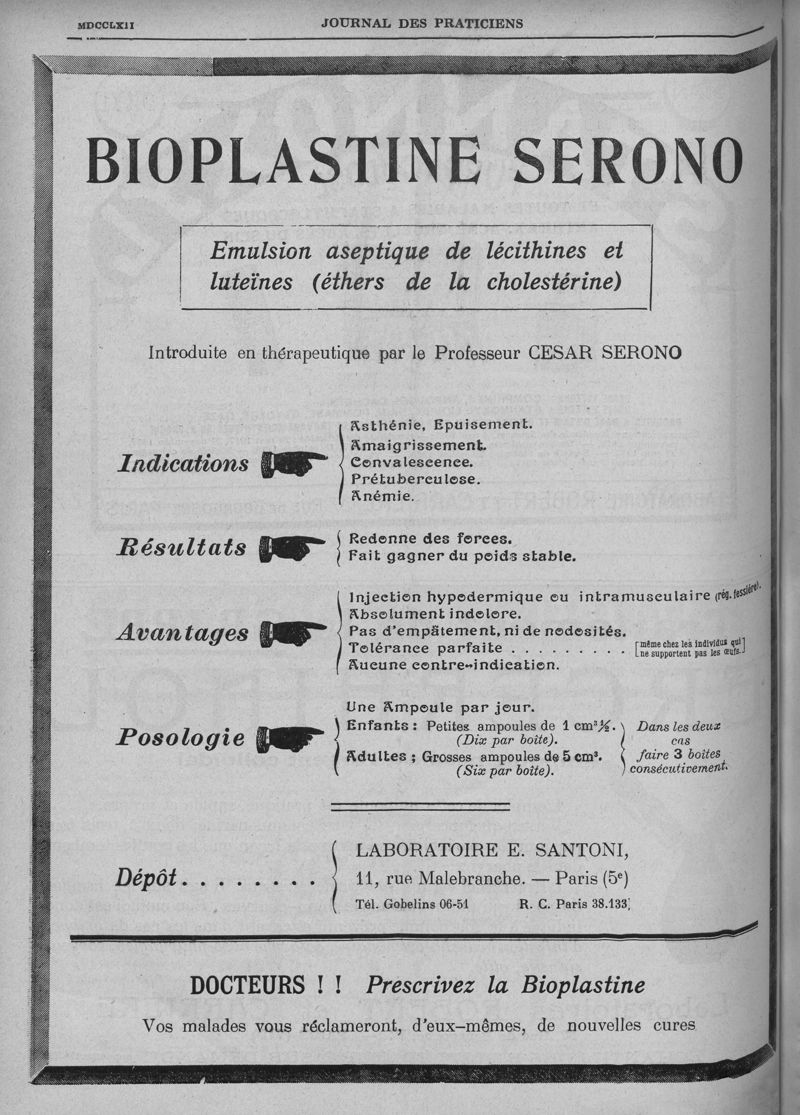 MDCCLXII
JOURNAL DES PRATICIENS
BIOPLASTINE SERONO
Emulsion aseptique de lécithines et
luteïnes (éthers de la cholestérine)
Introduite en thérapeutique par le Professeur CESAR SERONO
Indications
Asthénie, Epuisement.
Amaigrissement.
Convalescence.
Prétuberculose.
Anémie.
Résultats
Redonne des forces.
Fait gagner du poids stable.
Avantages
Injection hypodermique ou intramusculaire (rég. fessière).
Absolument indolore.
Pas d'empâtement, ni de nodosités.
Tolérance parfaite . . . . . . . . . [même chez les individus qui
ne supportent pas les œufs.]
Aucune contre-indication.
Posologie
Une Ampoule par jour.
Enfants : Petites ampoules de 1 cm³ ½.
(Dix par boîte).
Adultes ; Grosses ampoules de 5 cm³.
(Six par boîte).
Dans les deux
cas
faire 3 boîtes
consécutivement.
Dépôt. . . . . . . .
LABORATOIRE E. SANTONI,
11, rue Malebranche. — Paris (5e)
Tél. Gobelins 06-51 R. C. Paris 38.133
DOCTEURS ! ! Prescrivez la Bioplastine
Vos malades vous réclameront, d'eux-mêmes, de nouvelles cures